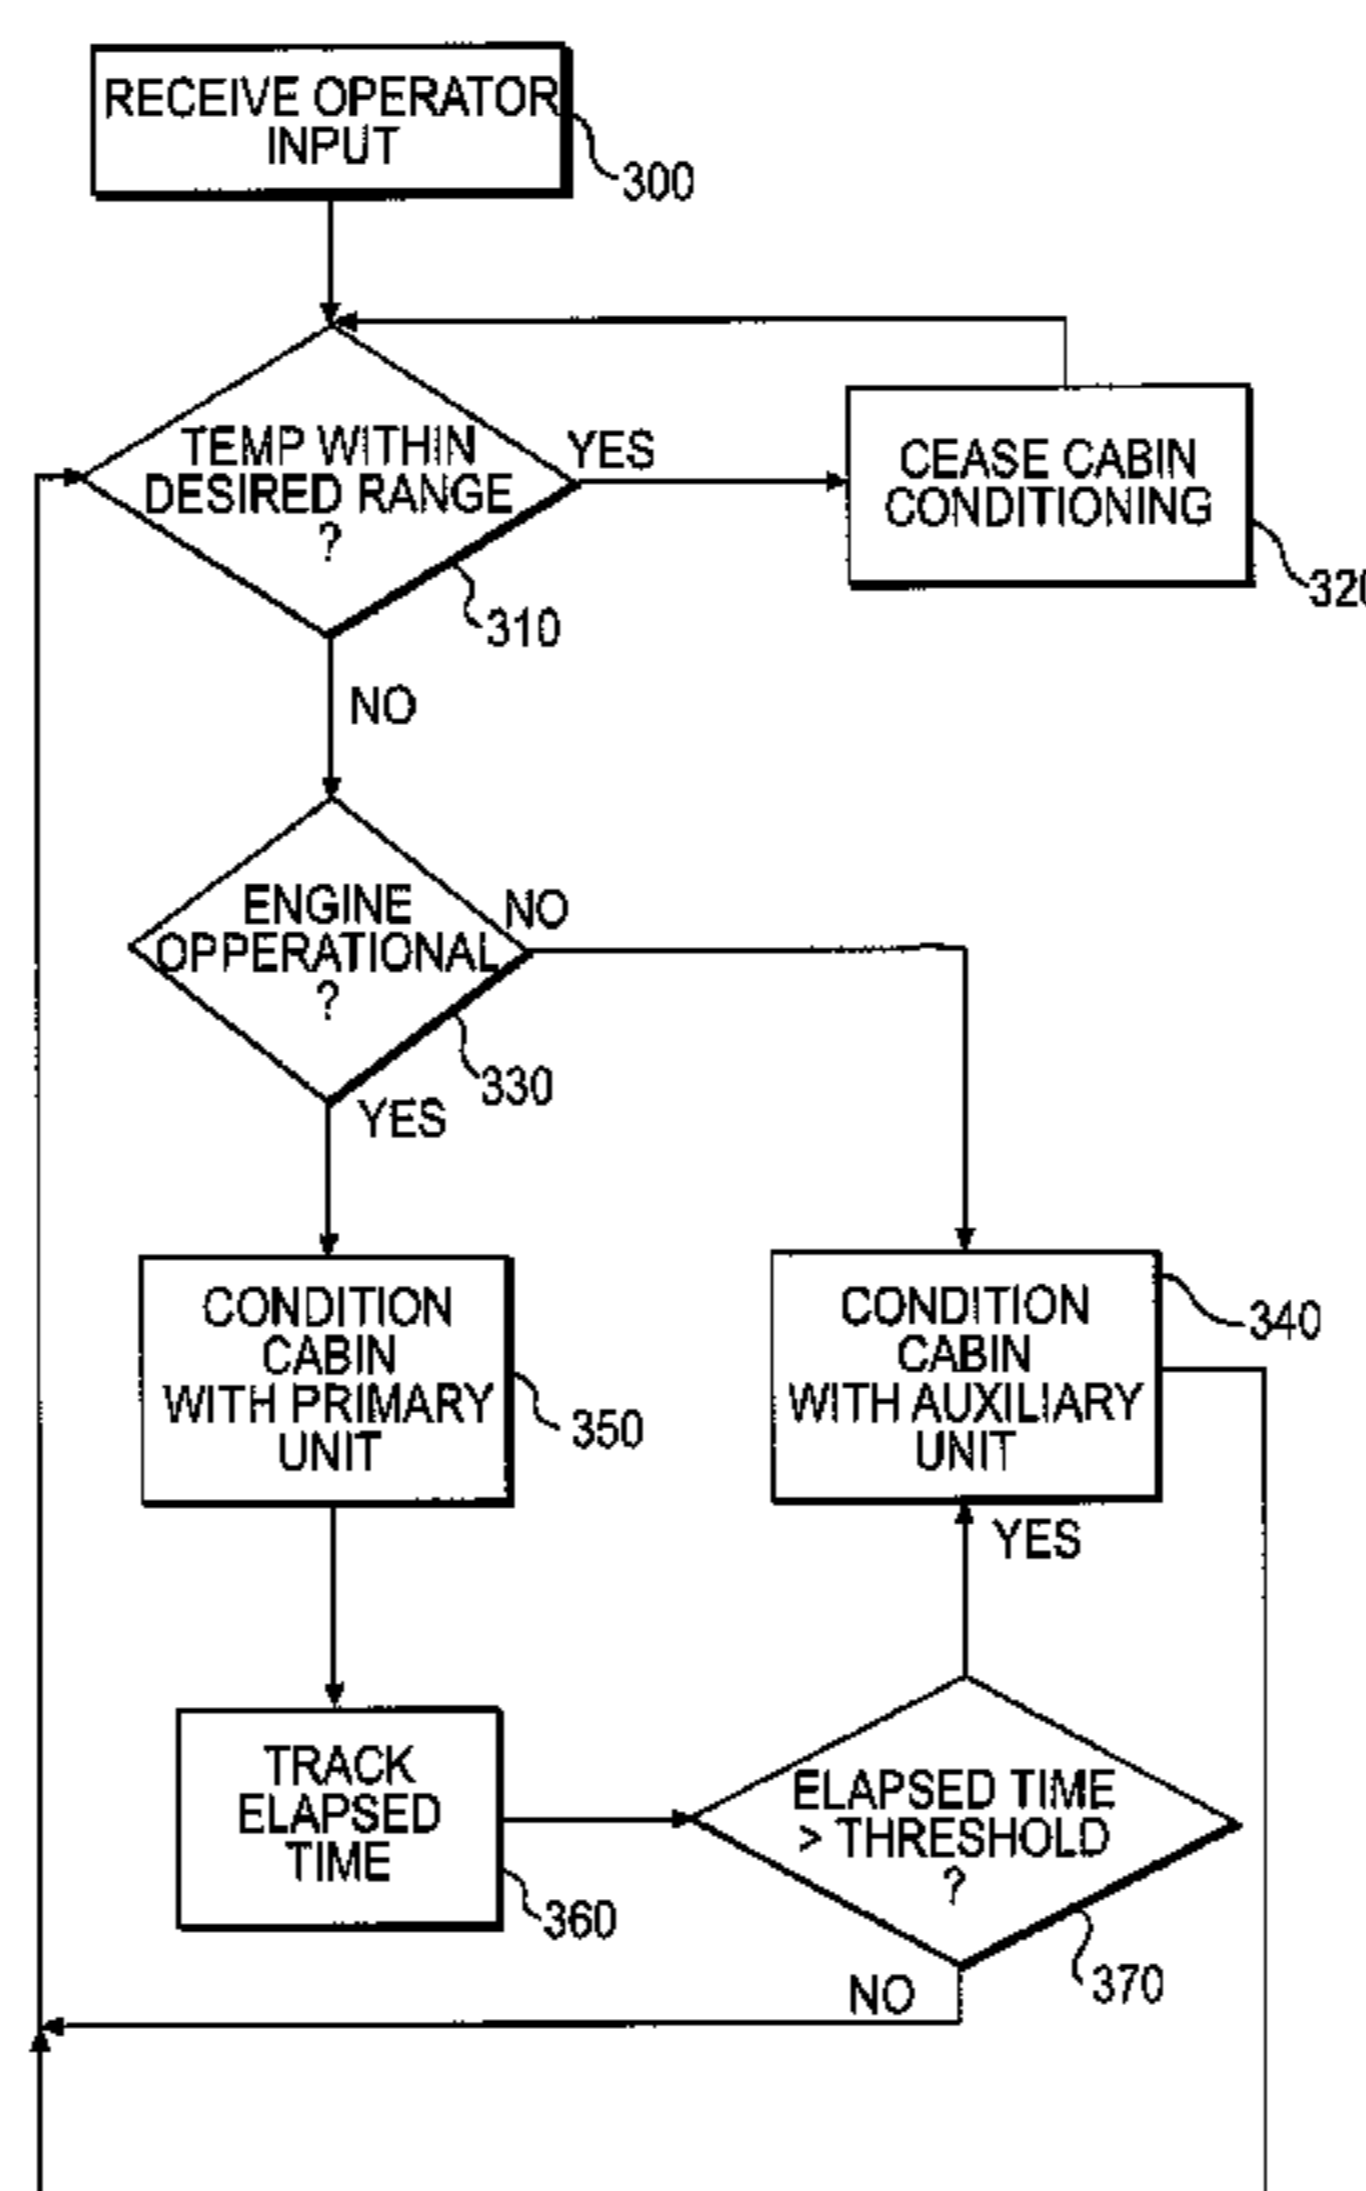 RECEIVE OPERATOR
INPUT
300
TEMP WITHIN
DESIRED RANGE
?
YES
310
CEASE CABIN
CONDITIONING
320
NO
ENGINE
OPPERATIONAL
?
NO
330
YES
CONDITION
CABIN
WITH PRIMARY
UNIT
350
CONDITION
CABIN
WITH AUXILIARY
UNIT
340
YES
TRACK
ELAPSED
TIME
360
ELAPSED TIME
> THRESHOLD
?
370
NO